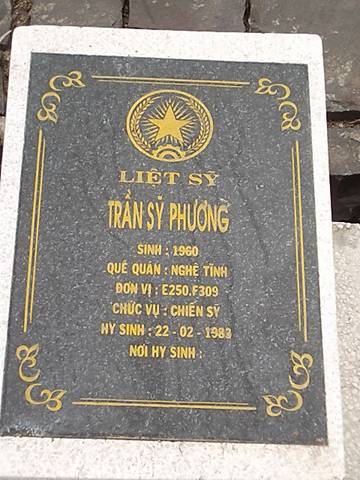 LIỆT SỸ
TRẦN SỸ PHƯƠNG
SINH : 1960
QUÊ QUÁN : NGHỆ TĨNH
ĐƠN VỊ : E250.F309
CHỨC VỤ : CHIẾN SỸ
HY SINH : 22 - 02 - 1983
NƠI HY SINH :